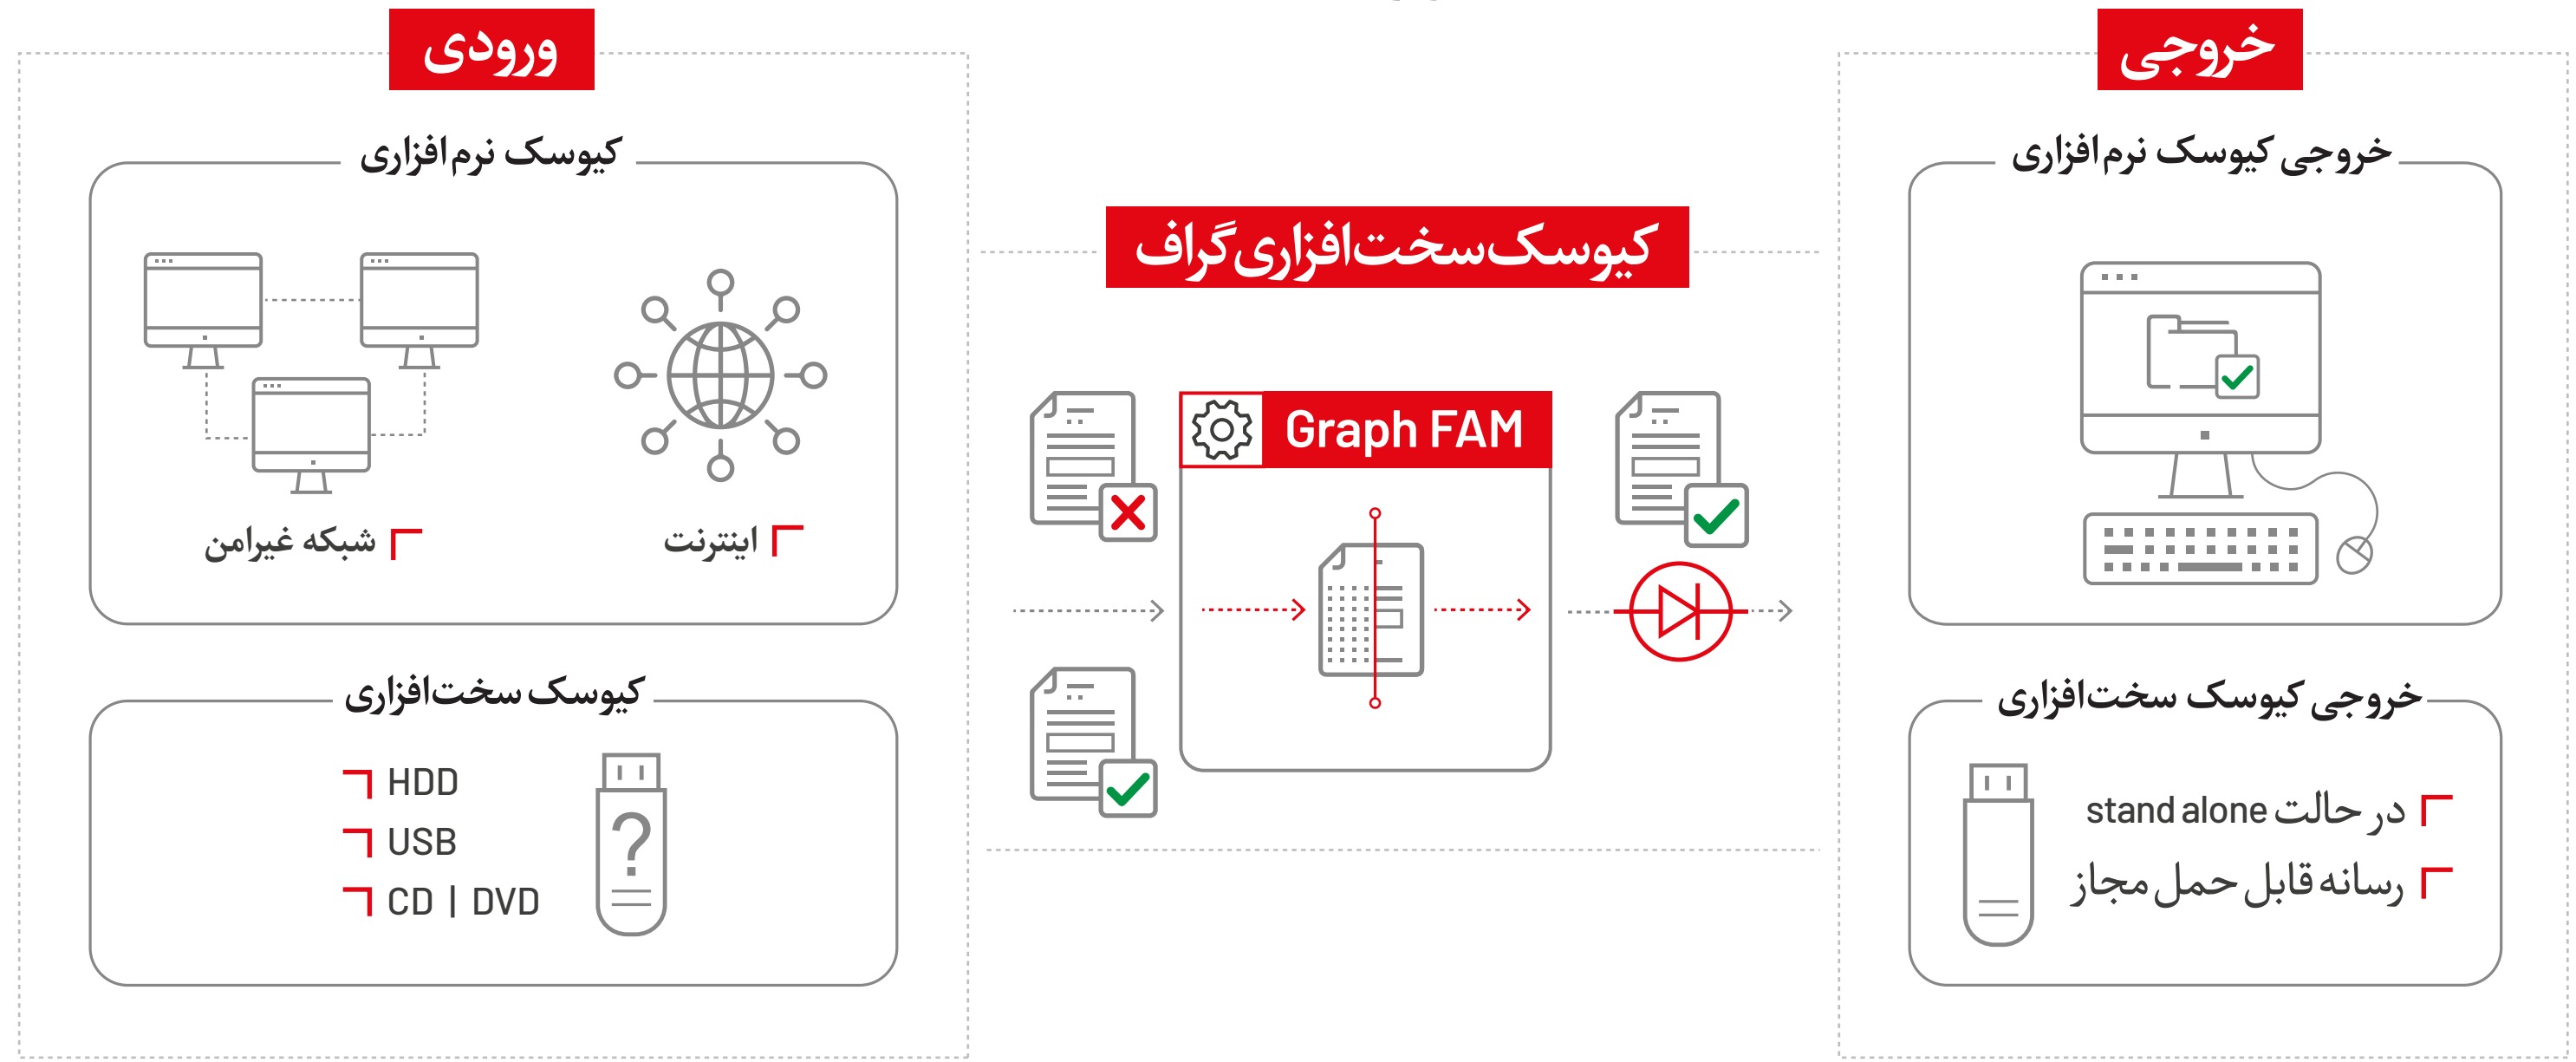 ورودی
کیوسک نرم‌افزاری
شبکه غیرامن
اینترنت
کیوسک سخت‌افزاری
HDD
USB
CD | DVD
?
کیوسک سخت‌افزاری گراف
Graph FAM
خروجی
خروجی کیوسک نرم‌افزاری
خروجی کیوسک سخت‌افزاری
در حالت stand alone
رسانه قابل حمل مجاز